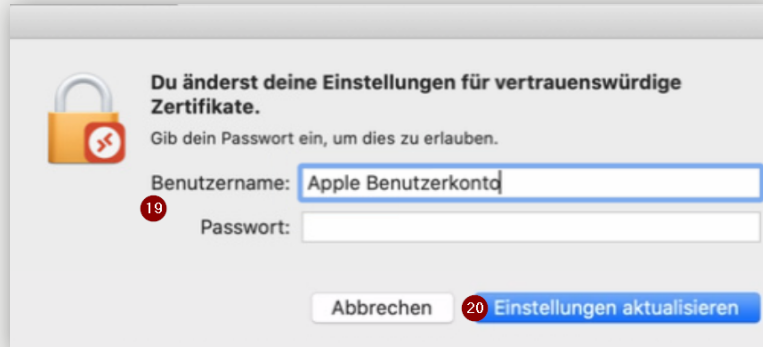 Du änderst deine Einstellungen für vertrauenswürdige
Zertifikate.
Gib dein Passwort ein, um dies zu erlauben.
Benutzername: Apple Benutzerkonto
19
Passwort:
Abbrechen 20 Einstellungen aktualisieren